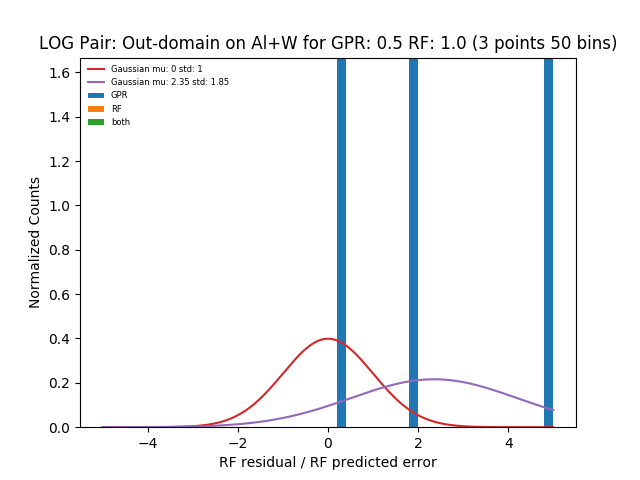 LOG Pair: Out-domain on Al+W for GPR: 0.5 RF: 1.0 (3 points 50 bins)
Gaussian mu: 0 std: 1
Gaussian mu: 2.35 std: 1.85
GPR
RF
both
1.6
1.4
1.2
1.0
0.8
0.6
0.4
0.2
0.0
Normalized Counts
−4
−2
0
2
4
RF residual / RF predicted error